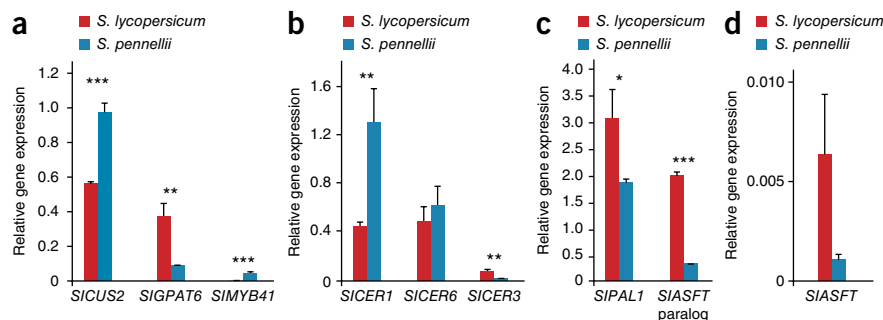 a
S. lycopersicum
S. pennellii
Relative gene expression
1.2
1.0
0.8
0.6
0.4
0.2
0
***
**
***
SlCUS2 SlGPAT6 SlMYB41
b
S. lycopersicum
S. pennellii
Relative gene expression
1.6
1.2
0.8
0.4
0
**
**
SlCER1 SlCER6 SlCER3
c
S. lycopersicum
S. pennellii
Relative gene expression
4.0
3.5
3.0
2.5
2.0
1.5
1.0
0.5
0
*
***
SlPAL1 SlASFT
paralog
d
Relative gene expression
0.010
0.005
0
SlASFT